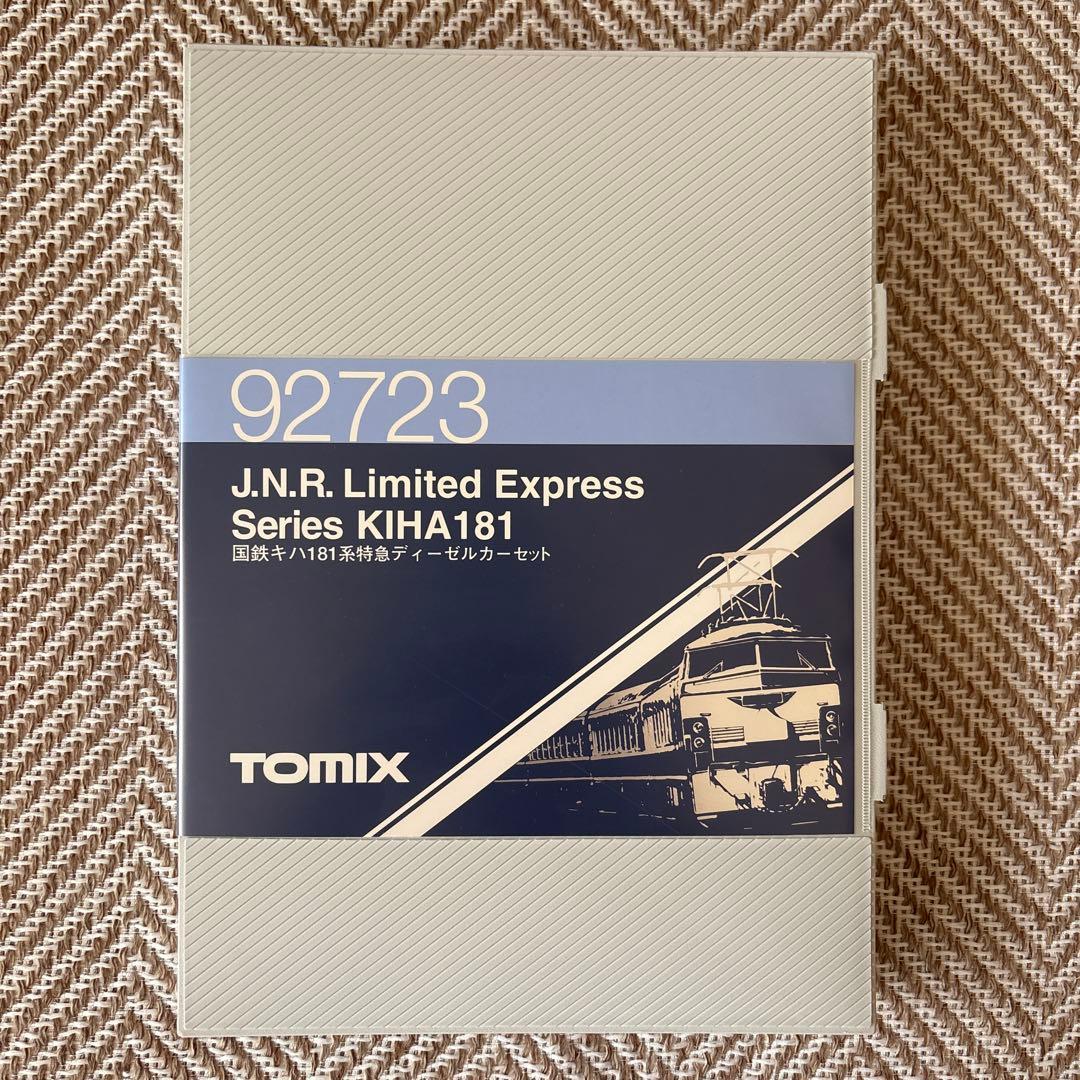 92723
J.N.R. Limited Express
Series KIHA181
国鉄キハ181系特急ディーゼルカーセット
TOMIX